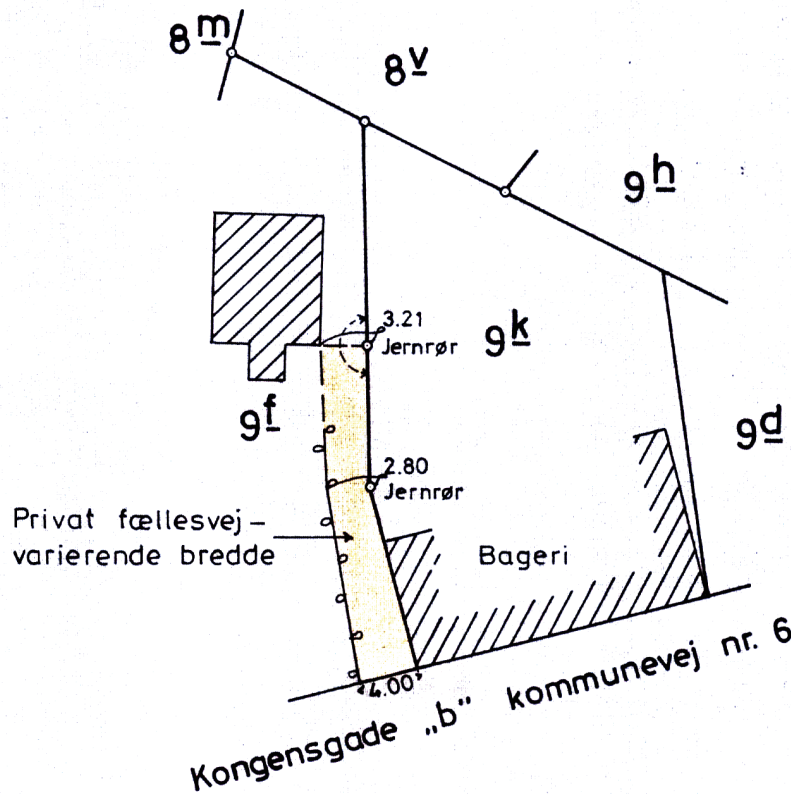 8m
8v
9h
3.21
Jernrør
9k
9f
9d
2.80
Jernrør
Privat fællesvej -
varierende bredde
Bageri
4.00
Kongensgade „b" kommunevej nr. 6